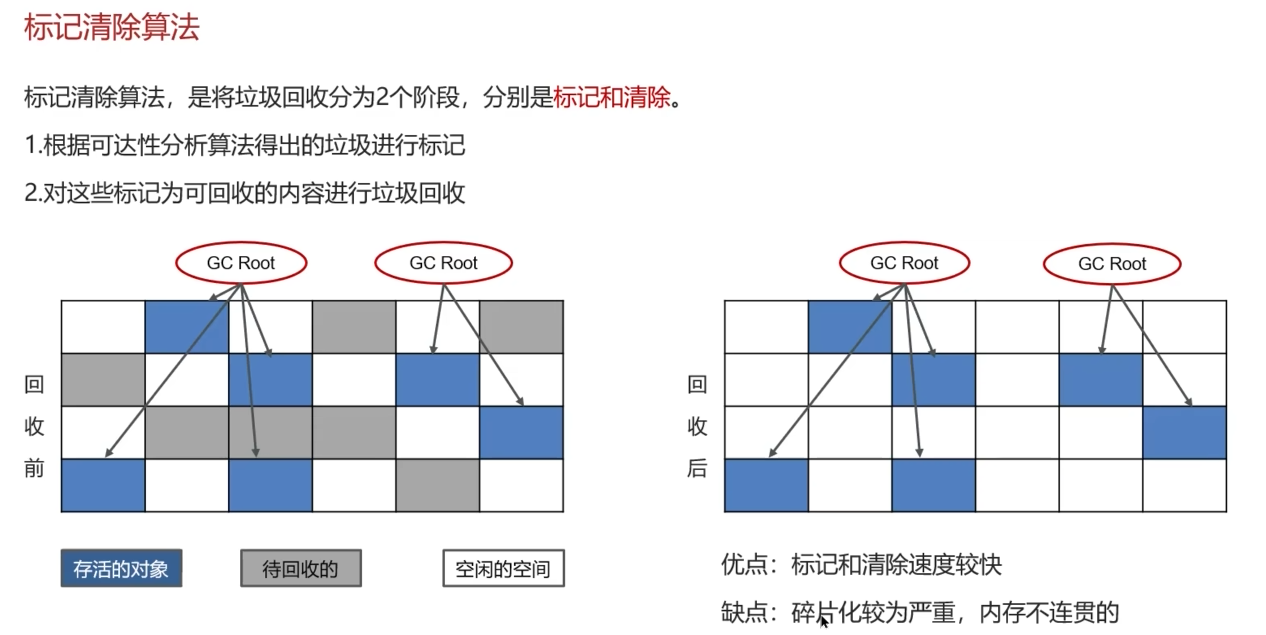 标记清除算法
标记清除算法，是将垃圾回收分为2个阶段，分别是标记和清除。
1.根据可达性分析算法得出的垃圾进行标记
2.对这些标记为可回收的内容进行垃圾回收
GC Root
GC Root
回收前
存活的对象
待回收的
空闲的空间
GC Root
GC Root
回收后
优点：标记和清除速度较快
缺点：碎片化较为严重，内存不连贯的